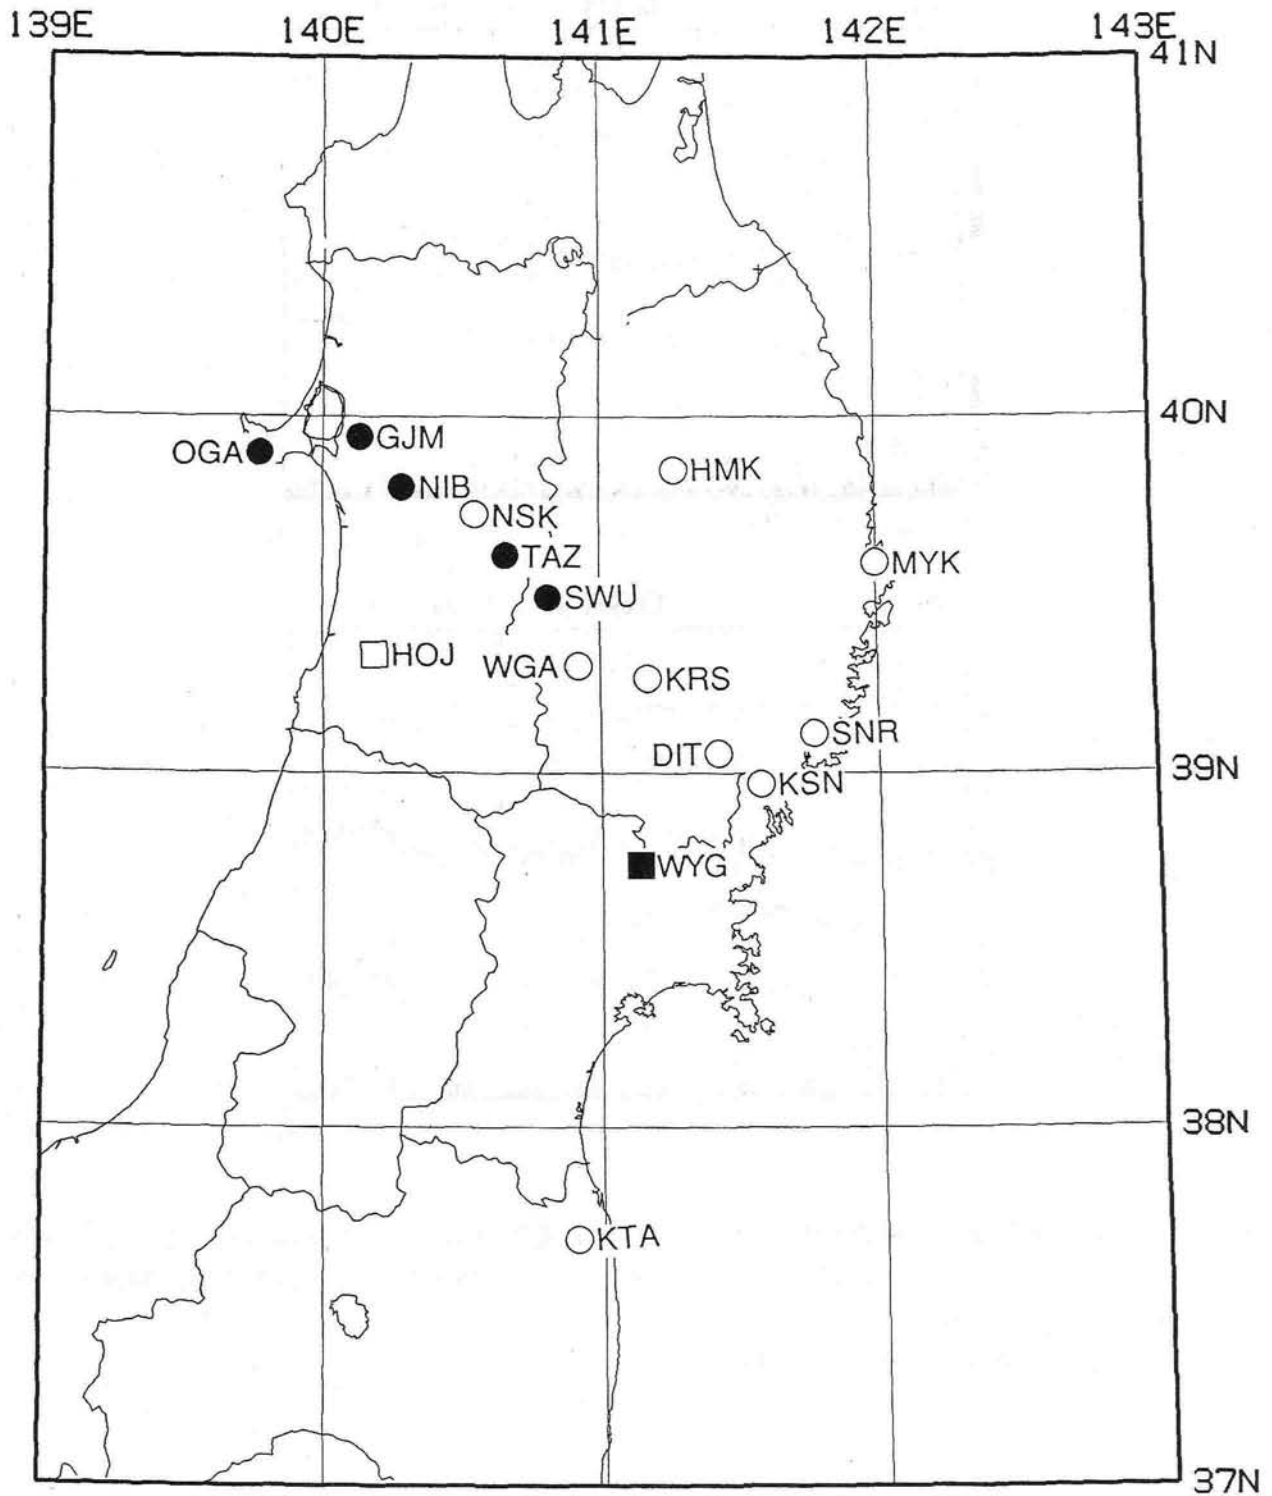 139E 140E 141E 142E 143E
41N
40N
OGA GJM
HMK
NIB
NSK
TAZ MYK
SWU
HOJ WGA KRS
SNR
DIT
39N
KSN
WYG
38N
KTA
37N